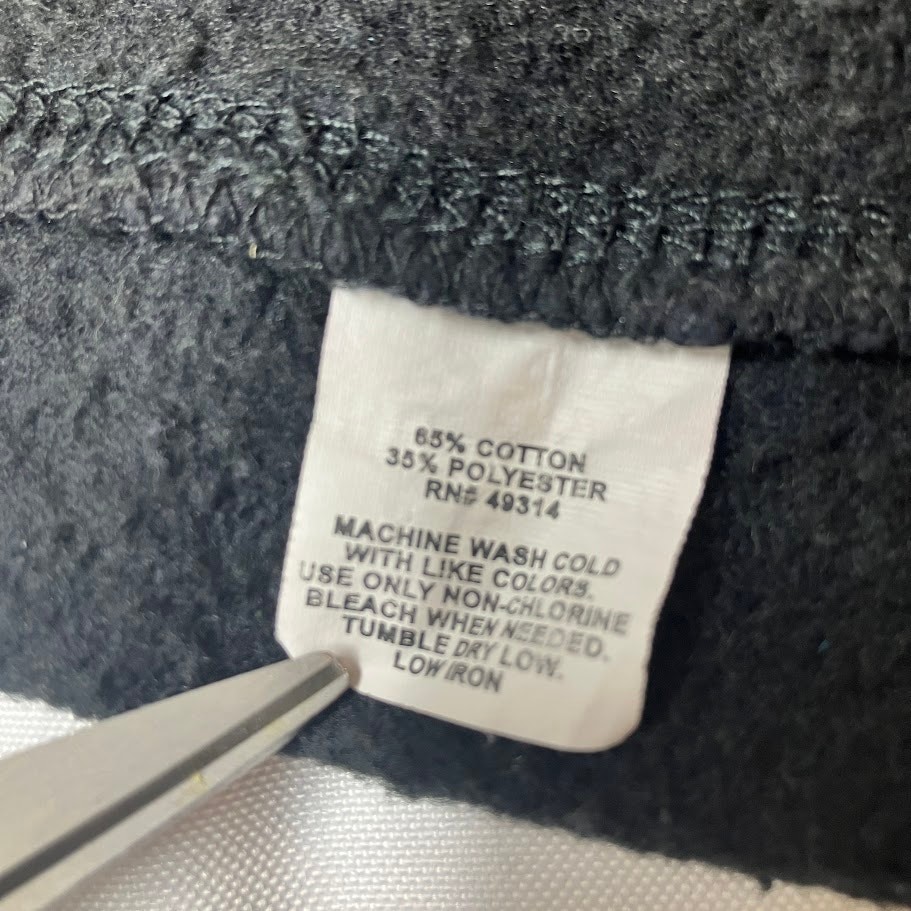 65% COTTON
35% POLYESTER
RN# 49314
MACHINE WASH COLD
WITH LIKE COLORS.
USE ONLY NON-CHLORINE
BLEACH WHEN NEEDED.
TUMBLE DRY LOW.
LOW IRON